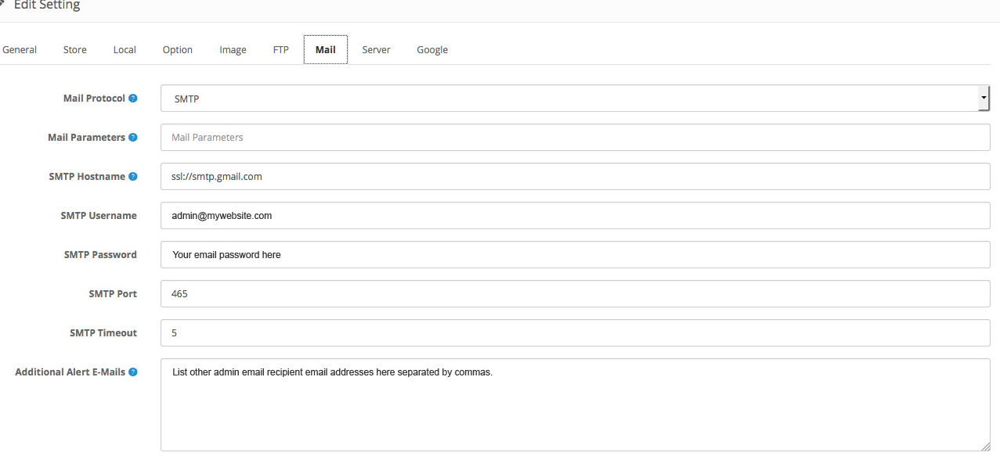 Edit Setting
General Store Local Option Image FTP Mail Server Google
Mail Protocol ? SMTP
Mail Parameters ? Mail Parameters
SMTP Hostname ? ssl://smtp.gmail.com
SMTP Username admin@mywebsite.com
SMTP Password Your email password here
SMTP Port 465
SMTP Timeout 5
Additional Alert E-Mails ? List other admin email recipient email addresses here separated by commas.